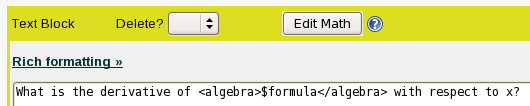 Text Block Delete? Edit Math ?
Rich formatting »
What is the derivative of <algebra>$formula</algebra> with respect to x?